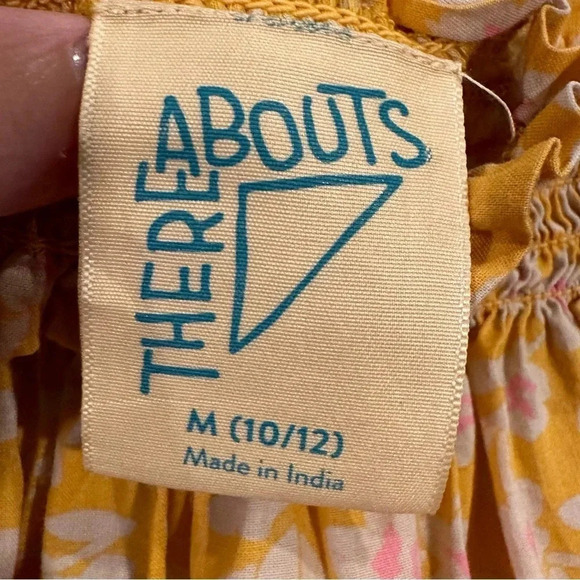 THEREABOUTS
M (10/12)
Made in India